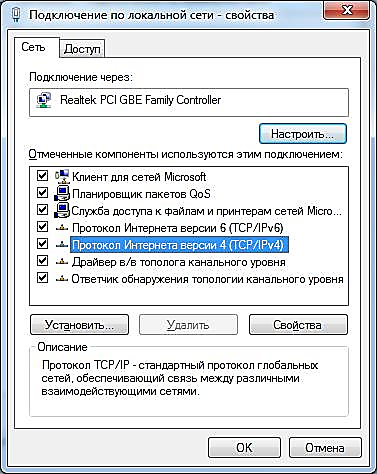 Подключение по локальной сети - свойства
Сеть
Доступ
Подключение через:
Realtek PCI GBE Family Controller
Настроить...
Отмеченные компоненты используются этим подключением:
Клиент для сетей Microsoft
Планировщик пакетов QoS
Служба доступа к файлам и принтерам сетей Micro...
Протокол Интернета версии 6 (TCP/IPv6)
Протокол Интернета версии 4 (TCP/IPv4)
Драйвер в/в тополога канального уровня
Ответчик обнаружения топологии канального уровня
Установить...
Удалить
Свойства
Описание
Протокол TCP/IP - стандартный протокол глобальных
сетей, обеспечивающий связь между различными
взаимодействующими сетями.
ОК
Отмена